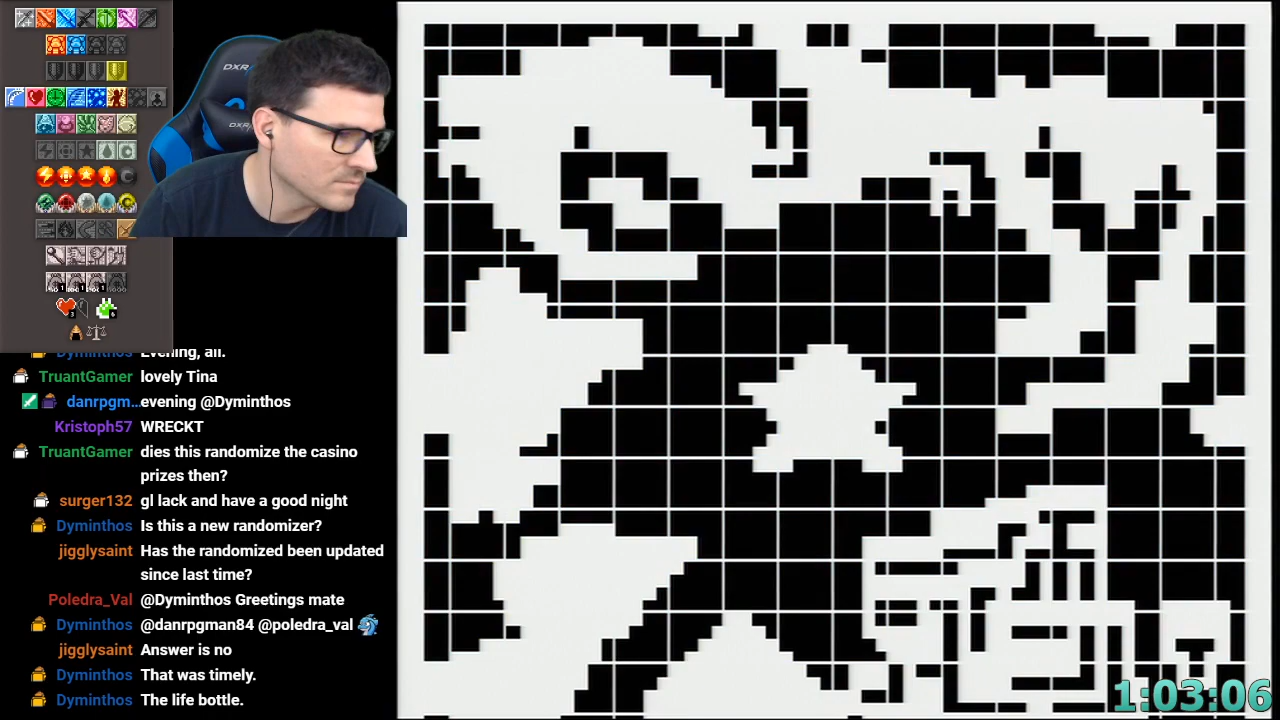 DXR
DXR
Dyminthos Evening, all.
TruantGamer lovely Tina
danrpgm… evening @Dyminthos
Kristoph57 WRECKT
TruantGamer dies this randomize the casino
prizes then?
surger132 gl lack and have a good night
Dyminthos Is this a new randomizer?
jigglysaint Has the randomized been updated
since last time?
Poledra_Val @Dyminthos Greetings mate
Dyminthos @danrpgman84 @poledra_val
jigglysaint Answer is no
Dyminthos That was timely.
Dyminthos The life bottle.
1:03:06